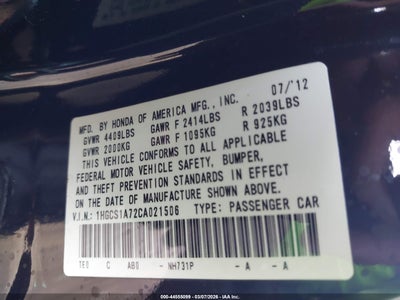 07/'12
MFD. BY HONDA OF AMERICA MFG., INC.
GVWR 4409LBS GAWR F 2414LBS R 2039LBS
GVWR 2000KG GAWR F 1095KG R 925KG
THIS VEHICLE CONFORMS TO ALL APPLICABLE
FEDERAL MOTOR VEHICLE SAFETY, BUMPER,
AND THEFT PREVENTION STANDARDS IN EFFECT
ON THE DATE OF MANUFACTURE SHOWN ABOVE.
V.I.N.: 1HGCS1A72CA021506 TYPE: PASSENGER CAR
TE0 C AB0 - NH731P - A - A
000-44555099 (03/07/2026 - IAA Inc.)